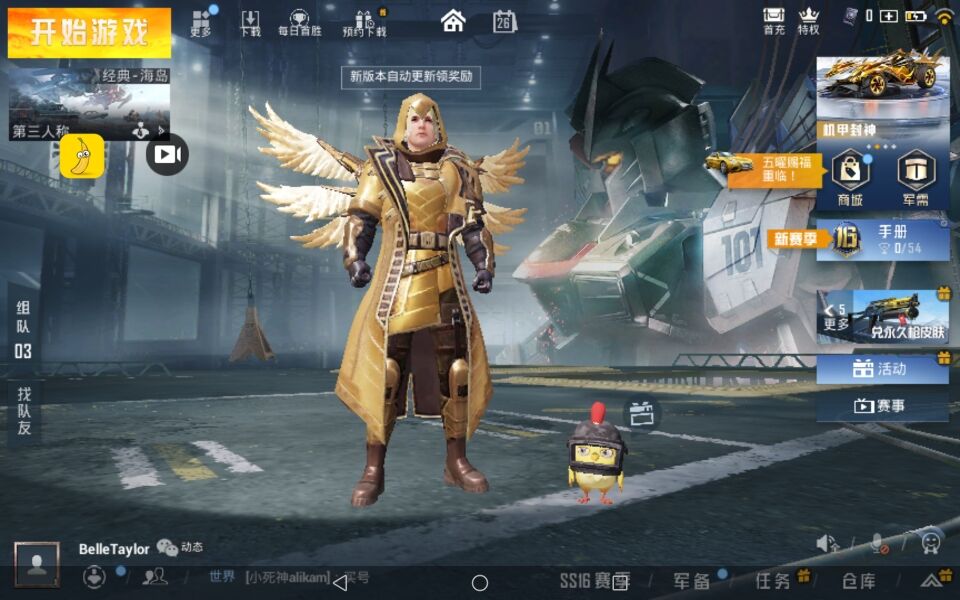 开始游戏
更多
下载
每日首胜
预约下载
26
首充
特权
经典-海岛
第三人称
新版本自动更新领奖励
01
101
机甲封神
五曜赐福
重临！
商城
军需
新赛季
16
手册
0/54
5
更多
兑永久枪皮肤
活动
赛事
组队
03
找队友
BelleTaylor
动态
世界 [小死神alikam] 买号
SS16 赛季
军备
任务
仓库